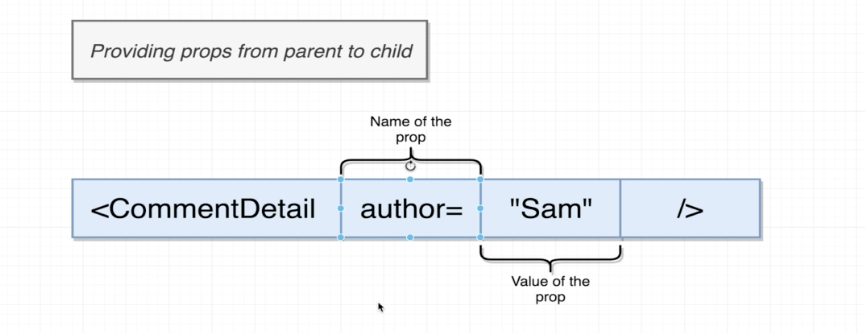 Providing props from parent to child
Name of the
prop
<CommentDetail author= "Sam" />
Value of the
prop